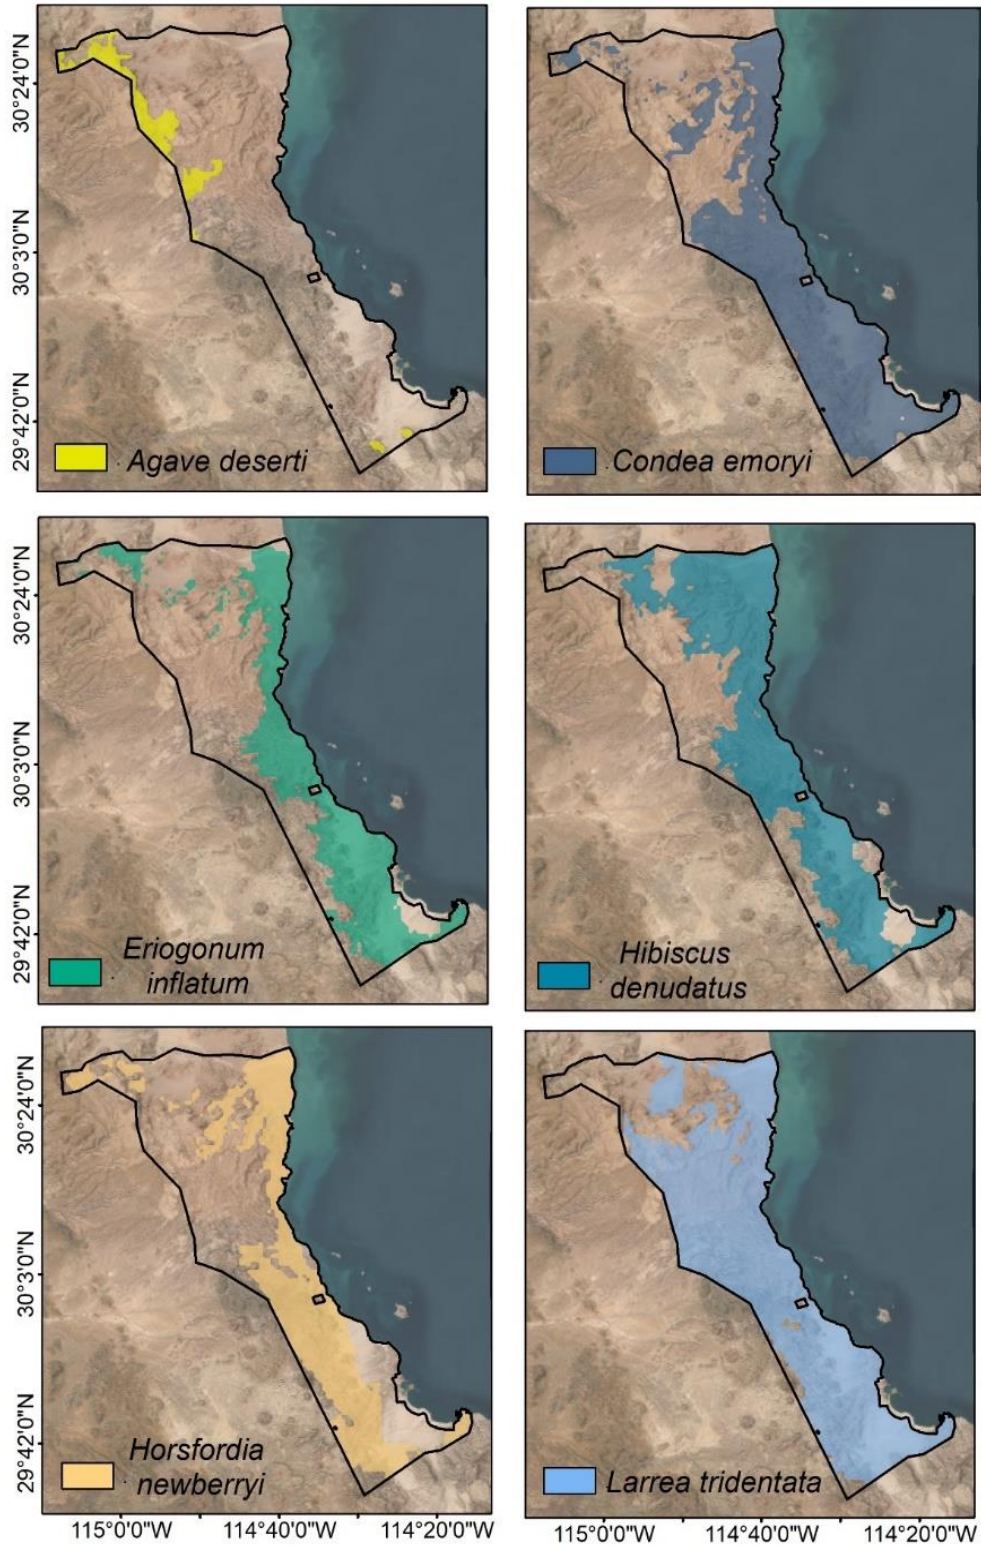 30°24'0"N
30°3'0"N
29°42'0"N
Agave deserti
Condea emoryi
30°24'0"N
30°3'0"N
29°42'0"N
Eriogonum
inflatum
Hibiscus
denudatus
30°24'0"N
30°3'0"N
29°42'0"N
Horsfordia
newberryi
Larrea tridentata
115°0'0"W 114°40'0"W 114°20'0"W
115°0'0"W 114°40'0"W 114°20'0"W